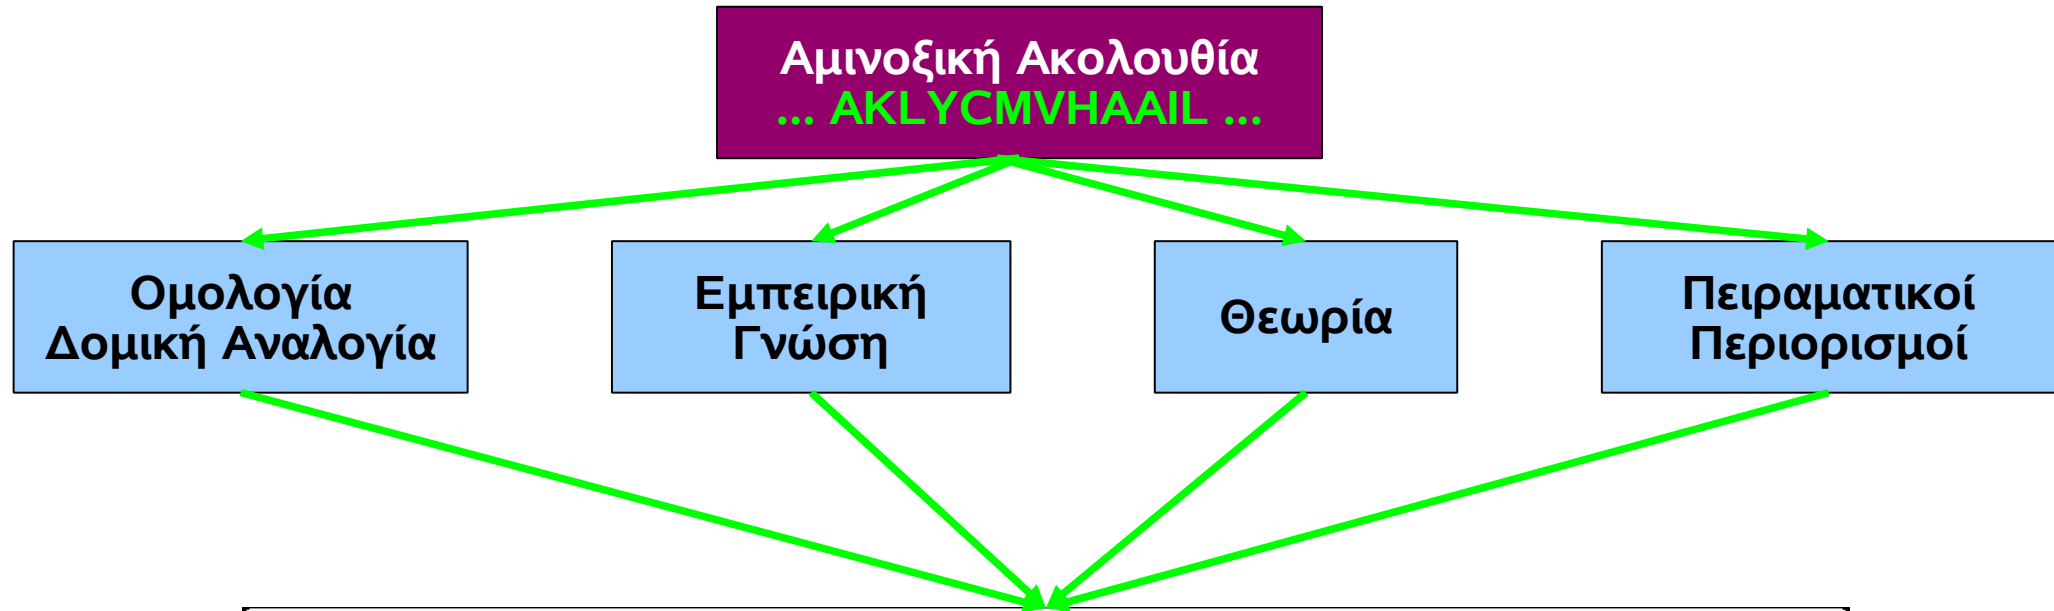 Αμινοξική Ακολουθία
... AKLYCMVHAAIL ...
Ομολογία
Δομική Αναλογία
Εμπειρική
Γνώση
Θεωρία
Πειραματικοί
Περιορισμοί